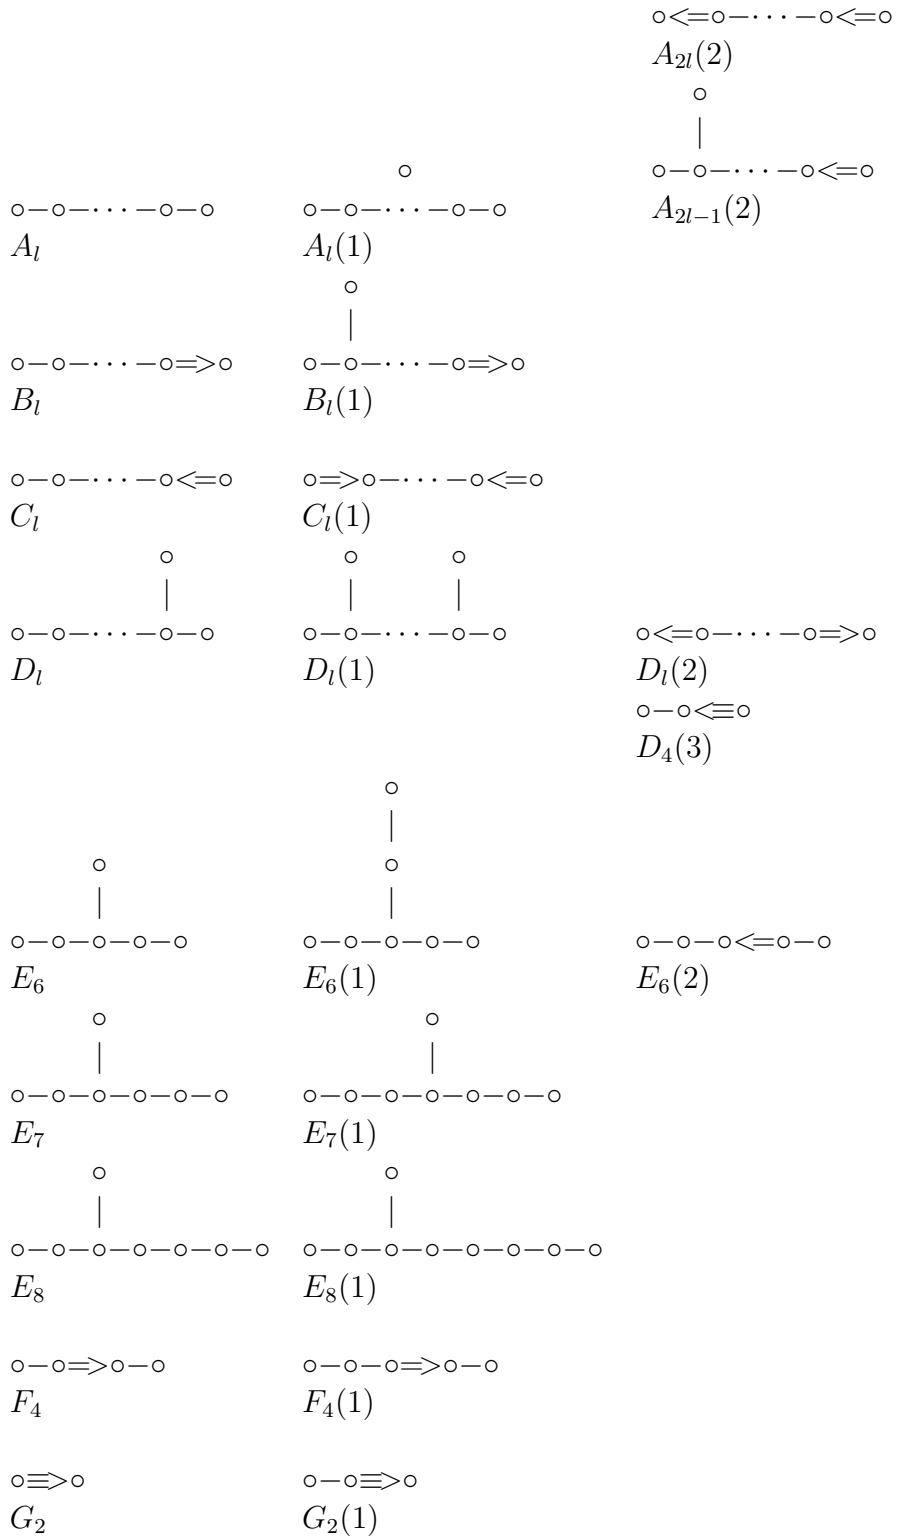 ∘<=∘−⋯−∘<=∘
A_{2l}(2)
∘
|
∘−∘−⋯−∘<=∘
A_{2l−1}(2)
∘
∘−∘−⋯−∘−∘ ∘−∘−⋯−∘−∘
A_l A_l(1)
∘
|
∘−∘−⋯−∘=>∘ ∘−∘−⋯−∘=>∘
B_l B_l(1)
∘−∘−⋯−∘<=∘ ∘=>∘−⋯−∘<=∘
C_l C_l(1)
∘ ∘ ∘
| | |
∘−∘−⋯−∘−∘ ∘−∘−⋯−∘−∘ ∘<=∘−⋯−∘=>∘
D_l D_l(1) D_l(2)
∘−∘<≡∘
D_4(3)
∘
|
∘ ∘
| |
∘−∘−∘−∘−∘ ∘−∘−∘−∘−∘ ∘−∘−∘<=∘−∘
E_6 E_6(1) E_6(2)
∘ ∘
| |
∘−∘−∘−∘−∘−∘ ∘−∘−∘−∘−∘−∘−∘
E_7 E_7(1)
∘ ∘
| |
∘−∘−∘−∘−∘−∘−∘ ∘−∘−∘−∘−∘−∘−∘−∘
E_8 E_8(1)
∘−∘=>∘−∘ ∘−∘−∘=>∘−∘
F_4 F_4(1)
∘≡>∘ ∘−∘≡>∘
G_2 G_2(1)